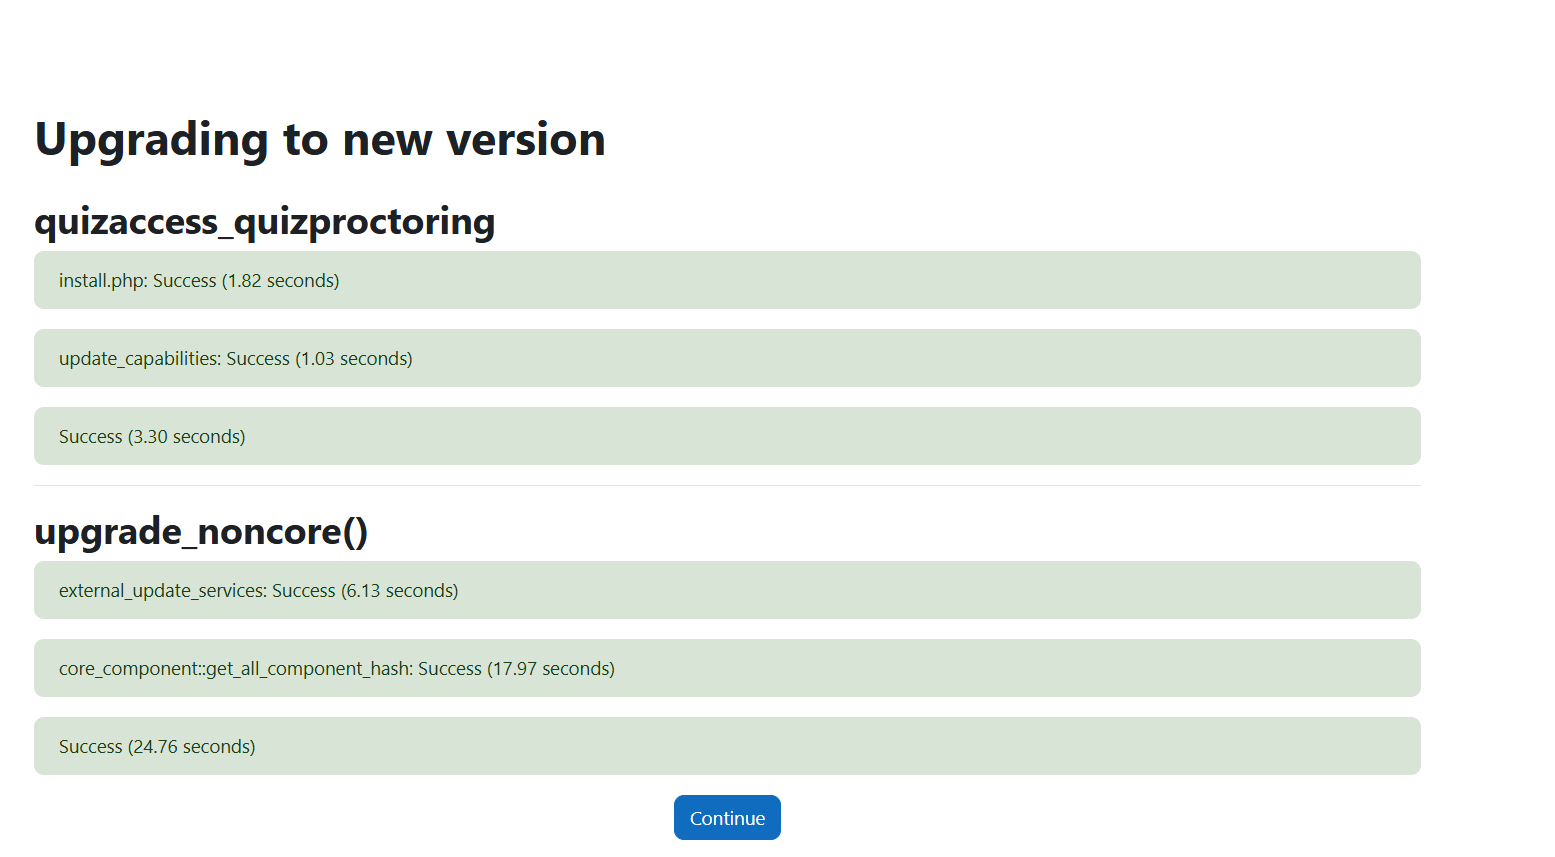 Upgrading to new version
quizaccess_quizproctoring
install.php: Success (1.82 seconds)
update_capabilities: Success (1.03 seconds)
Success (3.30 seconds)
upgrade_noncore()
external_update_services: Success (6.13 seconds)
core_component::get_all_component_hash: Success (17.97 seconds)
Success (24.76 seconds)
Continue